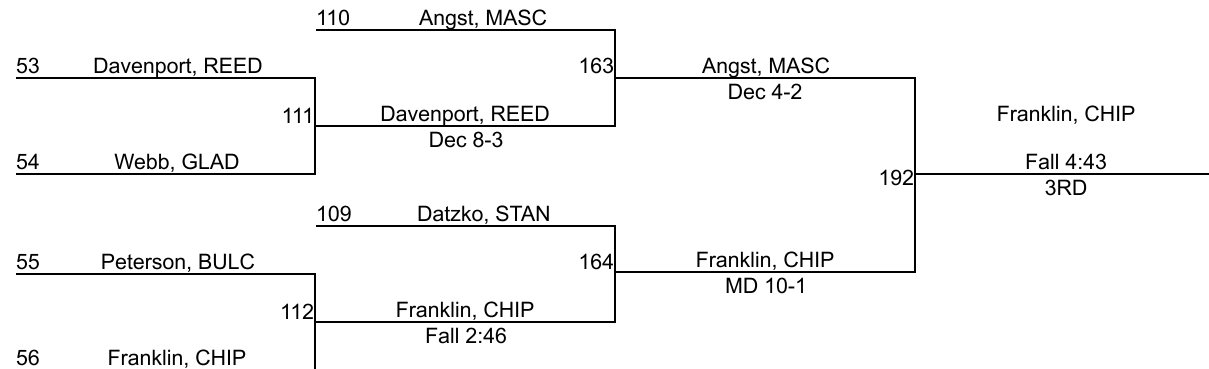 110 Angst, MASC
53 Davenport, REED
163 Angst, MASC
Dec 4-2
111 Davenport, REED
Dec 8-3
Franklin, CHIP
54 Webb, GLAD
Fall 4:43
192
3RD
109 Datzko, STAN
55 Peterson, BULC
164 Franklin, CHIP
MD 10-1
112 Franklin, CHIP
Fall 2:46
56 Franklin, CHIP